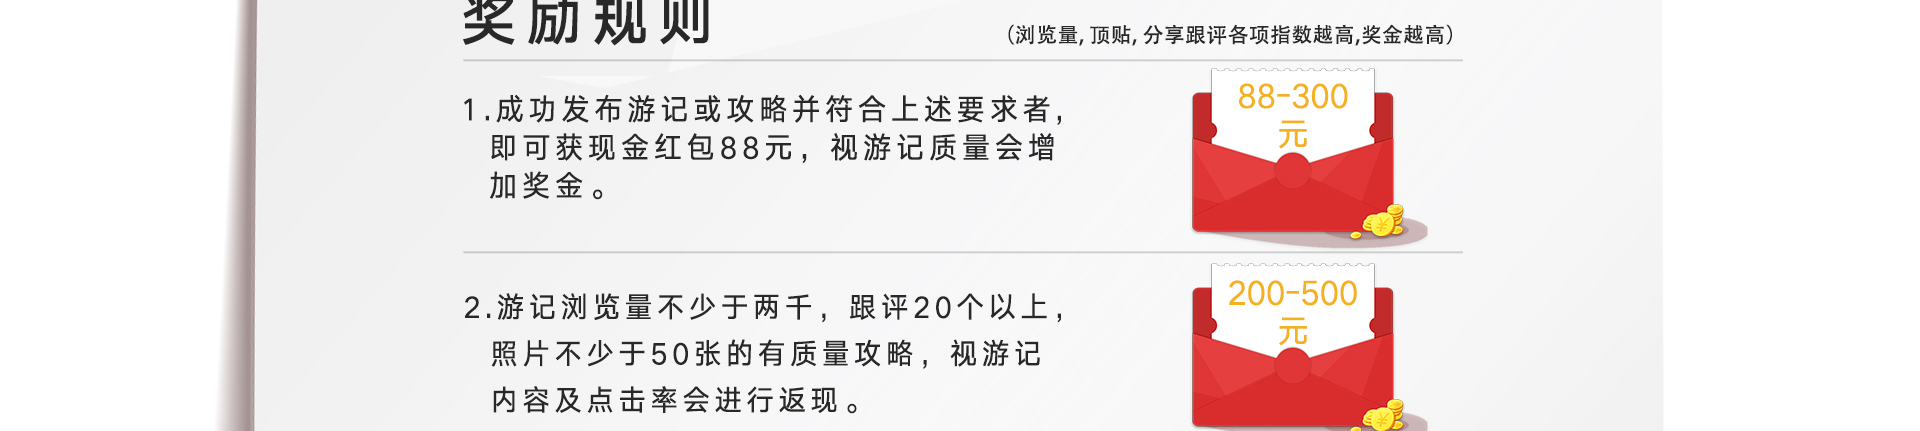 奖励规则
（浏览量, 顶贴, 分享跟评各项指数越高,奖金越高）
1.成功发布游记或攻略并符合上述要求者,
即可获现金红包88元，视游记质量会增
加奖金。
88-300
元
2.游记浏览量不少于两千，跟评20个以上,
照片不少于50张的有质量攻略，视游记
内容及点击率会进行返现。
200-500
元